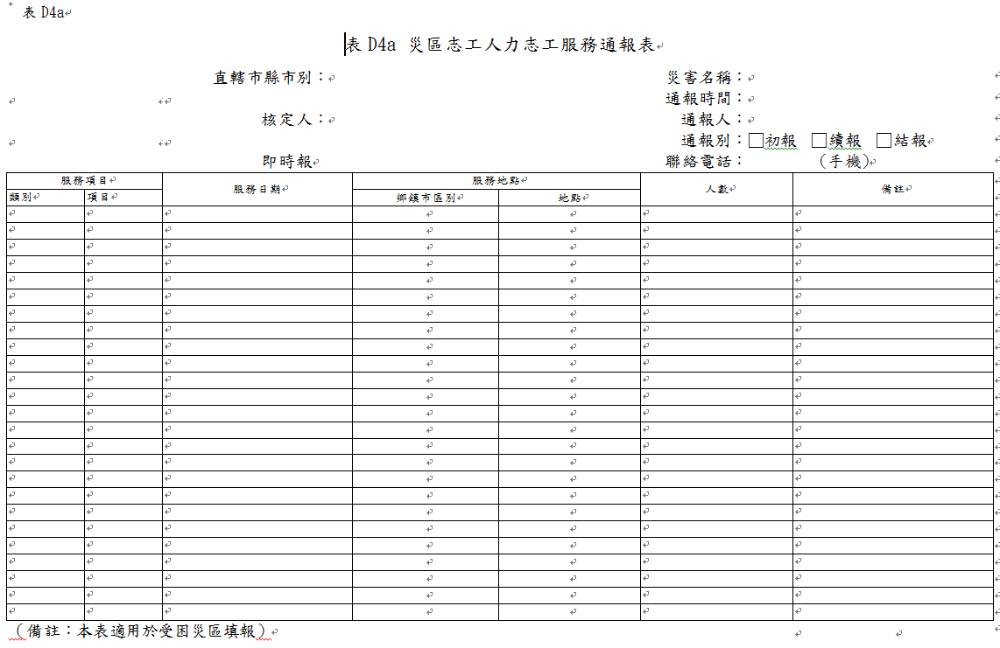 表 D4a
表 D4a 災區志工人力志工服務通報表
直轄市縣市別：
災害名稱：
通報時間：
核定人：
通報人：
通報別：□初報 □續報 □結報
即時報
聯絡電話： （手機）
服務項目 服務日期 服務地點 人數 備註
類別 項目 鄉鎮市區別 地點
（備註：本表適用於受困災區填報）